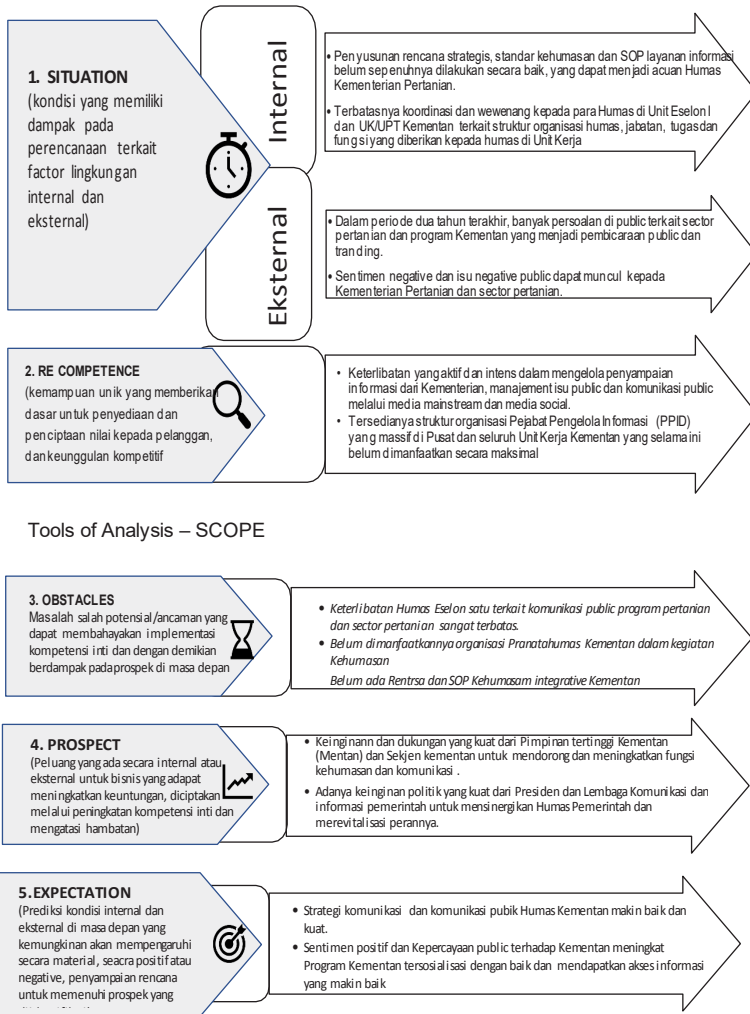 1. SITUATION
(kondisi yang memiliki
dampak pada
perencanaan terkait
factor lingkungan
internal dan
eksternal)
Internal
• Penyusunan rencana strategis, standar kehumasan dan SOP layanan informasi
belum sepenuhnya dilakukan secara baik, yang dapat menjadi acuan Humas
Kementerian Pertanian.
• Terbatasnya koordinasi dan wewenang kepada para Humas di Unit Eselon I
dan UK/UPT Kementan terkait struktur organisasi humas, jabatan, tugas dan
fungsi yang diberikan kepada humas di Unit Kerja
Eksternal
• Dalam periode dua tahun terakhir, banyak persoalan di public terkait sector
pertanian dan program Kementan yang menjadi pembicaraan public dan
tranding.
• Sentimen negative dan isu negative public dapat muncul kepada
Kementerian Pertanian dan sector pertanian.
2. RE COMPETENCE
(kemampuan unik yang memberikan
dasar untuk penyediaan dan
penciptaan nilai kepada pelanggan,
dan keunggulan kompetitif
• Keterlibatan yang aktif dan intens dalam mengelola penyampaian
informasi dari Kementerian, manajement isu public dan komunikasi public
melalui media mainstream dan media social.
• Tersedianya struktur organisasi Pejabat Pengelola Informasi (PPID)
yang massif di Pusat dan seluruh Unit Kerja Kementan yang selama ini
belum dimanfaatkan secara maksimal
Tools of Analysis – SCOPE
3. OBSTACLES
Masalah salah potensial/ancaman yang
dapat membahayakan implementasi
kompetensi inti dan dengan demikian
berdampak pada prospek di masa depan
• Keterlibatan Humas Eselon satu terkait komunikasi public program pertanian
dan sector pertanian sangat terbatas.
• Belum dimanfaatkannya organisasi Pranatahumas Kementan dalam kegiatan
Kehumasan
Belum ada Rentrsa dan SOP Kehumasam integrative Kementan
4. PROSPECT
(Peluang yang ada secara internal atau
eksternal untuk bisnis yang adapat
meningkatkan keuntungan, diciptakan
melalui peningkatan kompetensi inti dan
mengatasi hambatan)
• Keinginann dan dukungan yang kuat dari Pimpinan tertinggi Kementan
(Mentan) dan Sekjen kementan untuk mendorong dan meningkatkan fungsi
kehumasan dan komunikasi .
• Adanya keinginan politik yang kuat dari Presiden dan Lembaga Komunikasi dan
informasi pemerintah untuk mensinergikan Humas Pemerintah dan
merevitalisasi perannya.
5.EXPECTATION
(Prediksi kondisi internal dan
eksternal di masa depan yang
kemungkinan akan mempengaruhi
secara material, seacra positif atau
negative, penyampaian rencana
untuk memenuhi prospek yang
• Strategi komunikasi dan komunikasi pubik Humas Kementan makin baik dan
kuat.
• Sentimen positif dan Kepercayaan public terhadap Kementan meningkat
Program Kementan tersosialisasi dengan baik dan mendapatkan akses informasi
yang makin baik